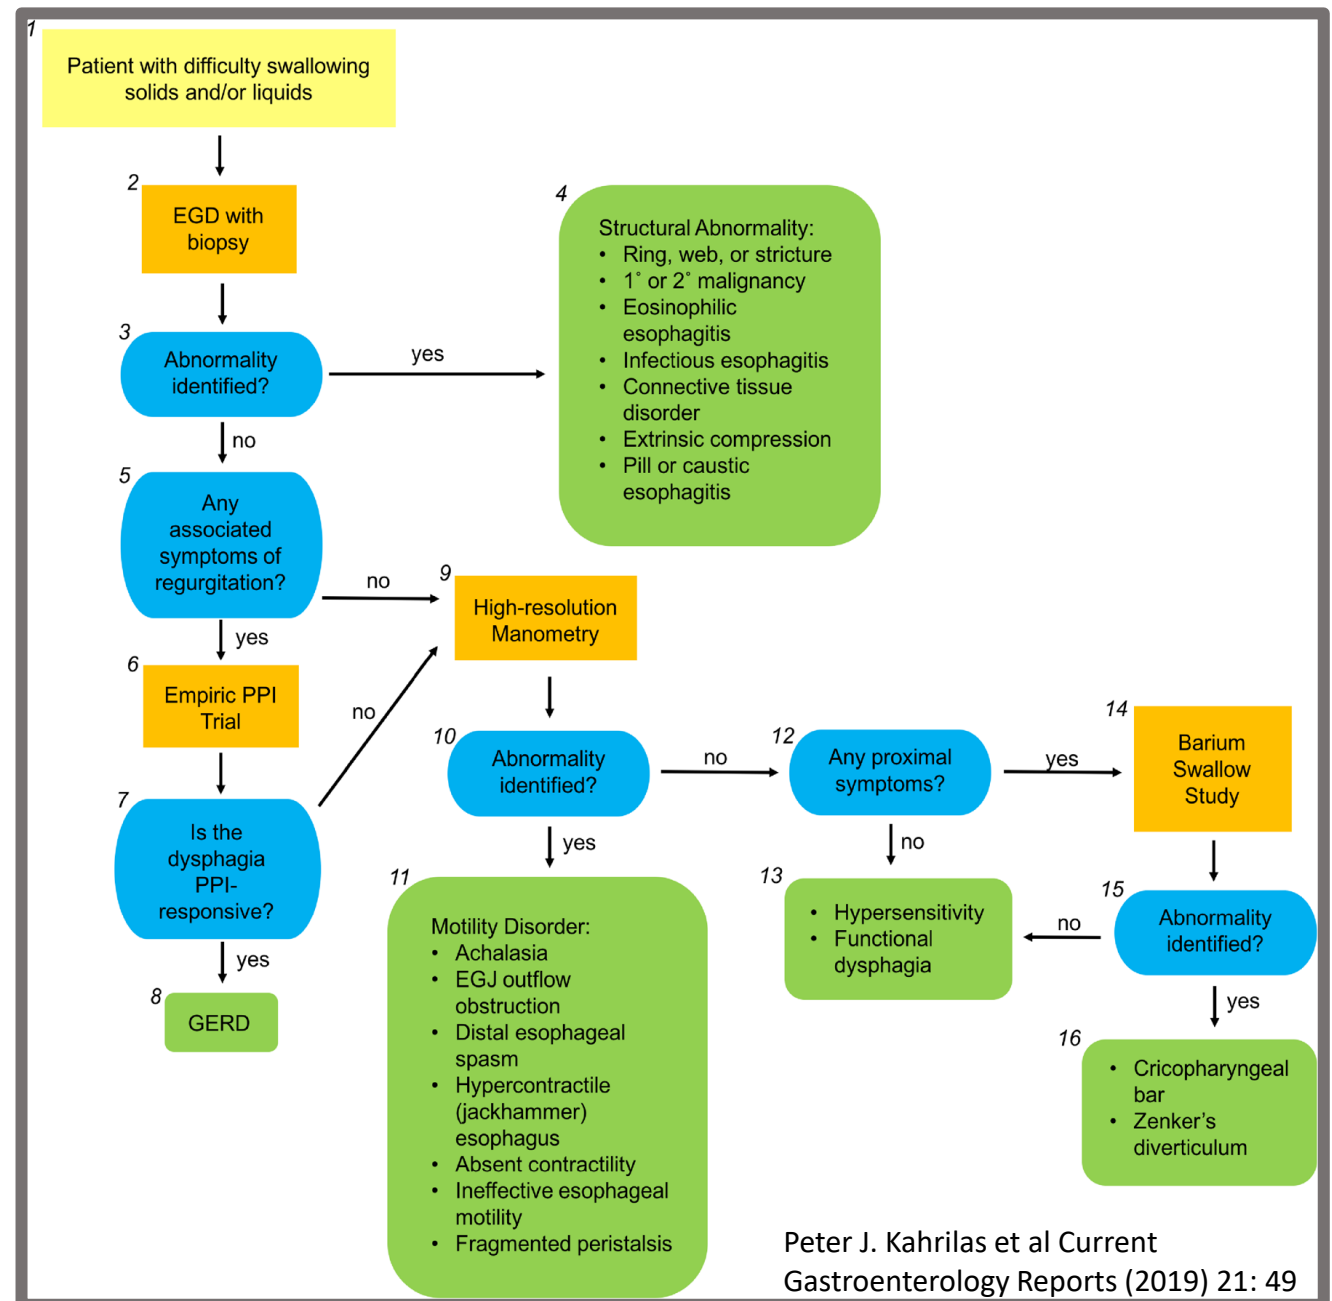 1
Patient with difficulty swallowing
solids and/or liquids
2
EGD with
biopsy
3
Abnormality
identified?
yes
no
4
Structural Abnormality:
• Ring, web, or stricture
• 1˚ or 2˚ malignancy
• Eosinophilic
esophagitis
• Infectious esophagitis
• Connective tissue
disorder
• Extrinsic compression
• Pill or caustic
esophagitis
5
Any
associated
symptoms of
regurgitation?
no
yes
6
Empiric PPI
Trial
7
Is the
dysphagia
PPI-
responsive?
no
yes
8
GERD
9
High-resolution
Manometry
10
Abnormality
identified?
no
yes
11
Motility Disorder:
• Achalasia
• EGJ outflow
obstruction
• Distal esophageal
spasm
• Hypercontractile
(jackhammer)
esophagus
• Absent contractility
• Ineffective esophageal
motility
• Fragmented peristalsis
12
Any proximal
symptoms?
yes
no
13
• Hypersensitivity
• Functional
dysphagia
14
Barium
Swallow
Study
15
Abnormality
identified?
no
yes
16
• Cricopharyngeal
bar
• Zenker’s
diverticulum
Peter J. Kahrilas et al Current
Gastroenterology Reports (2019) 21: 49